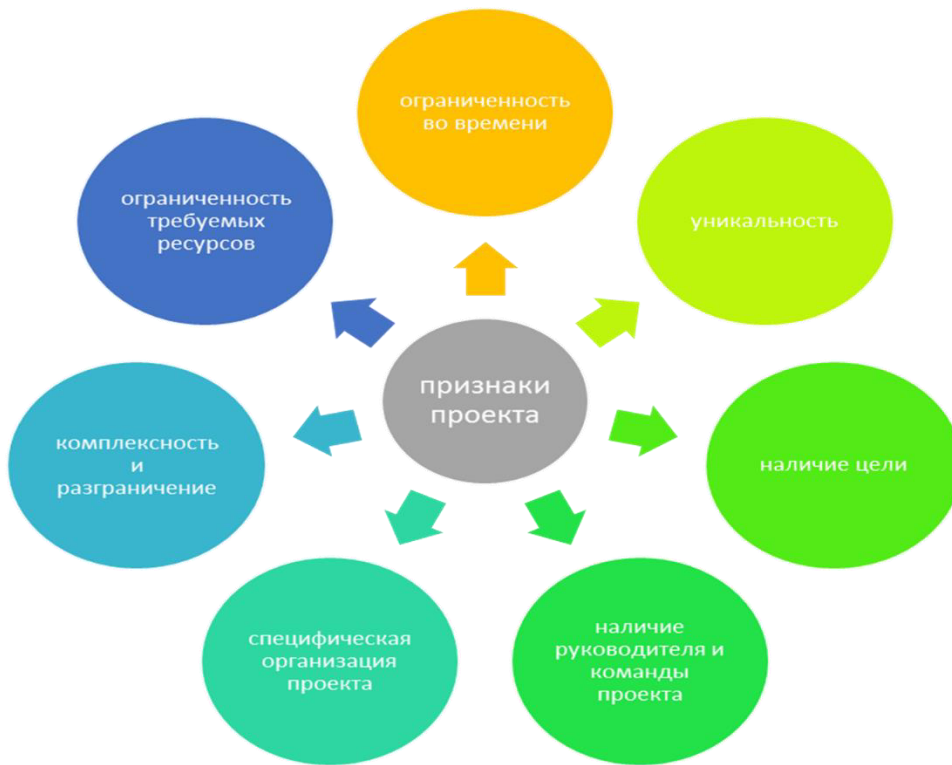 ограниченность
во времени
уникальность
наличие цели
наличие
руководителя и
команды
проекта
специфическая
организация
проекта
комплексность
и
разграничение
ограниченность
требуемых
ресурсов
признаки
проекта